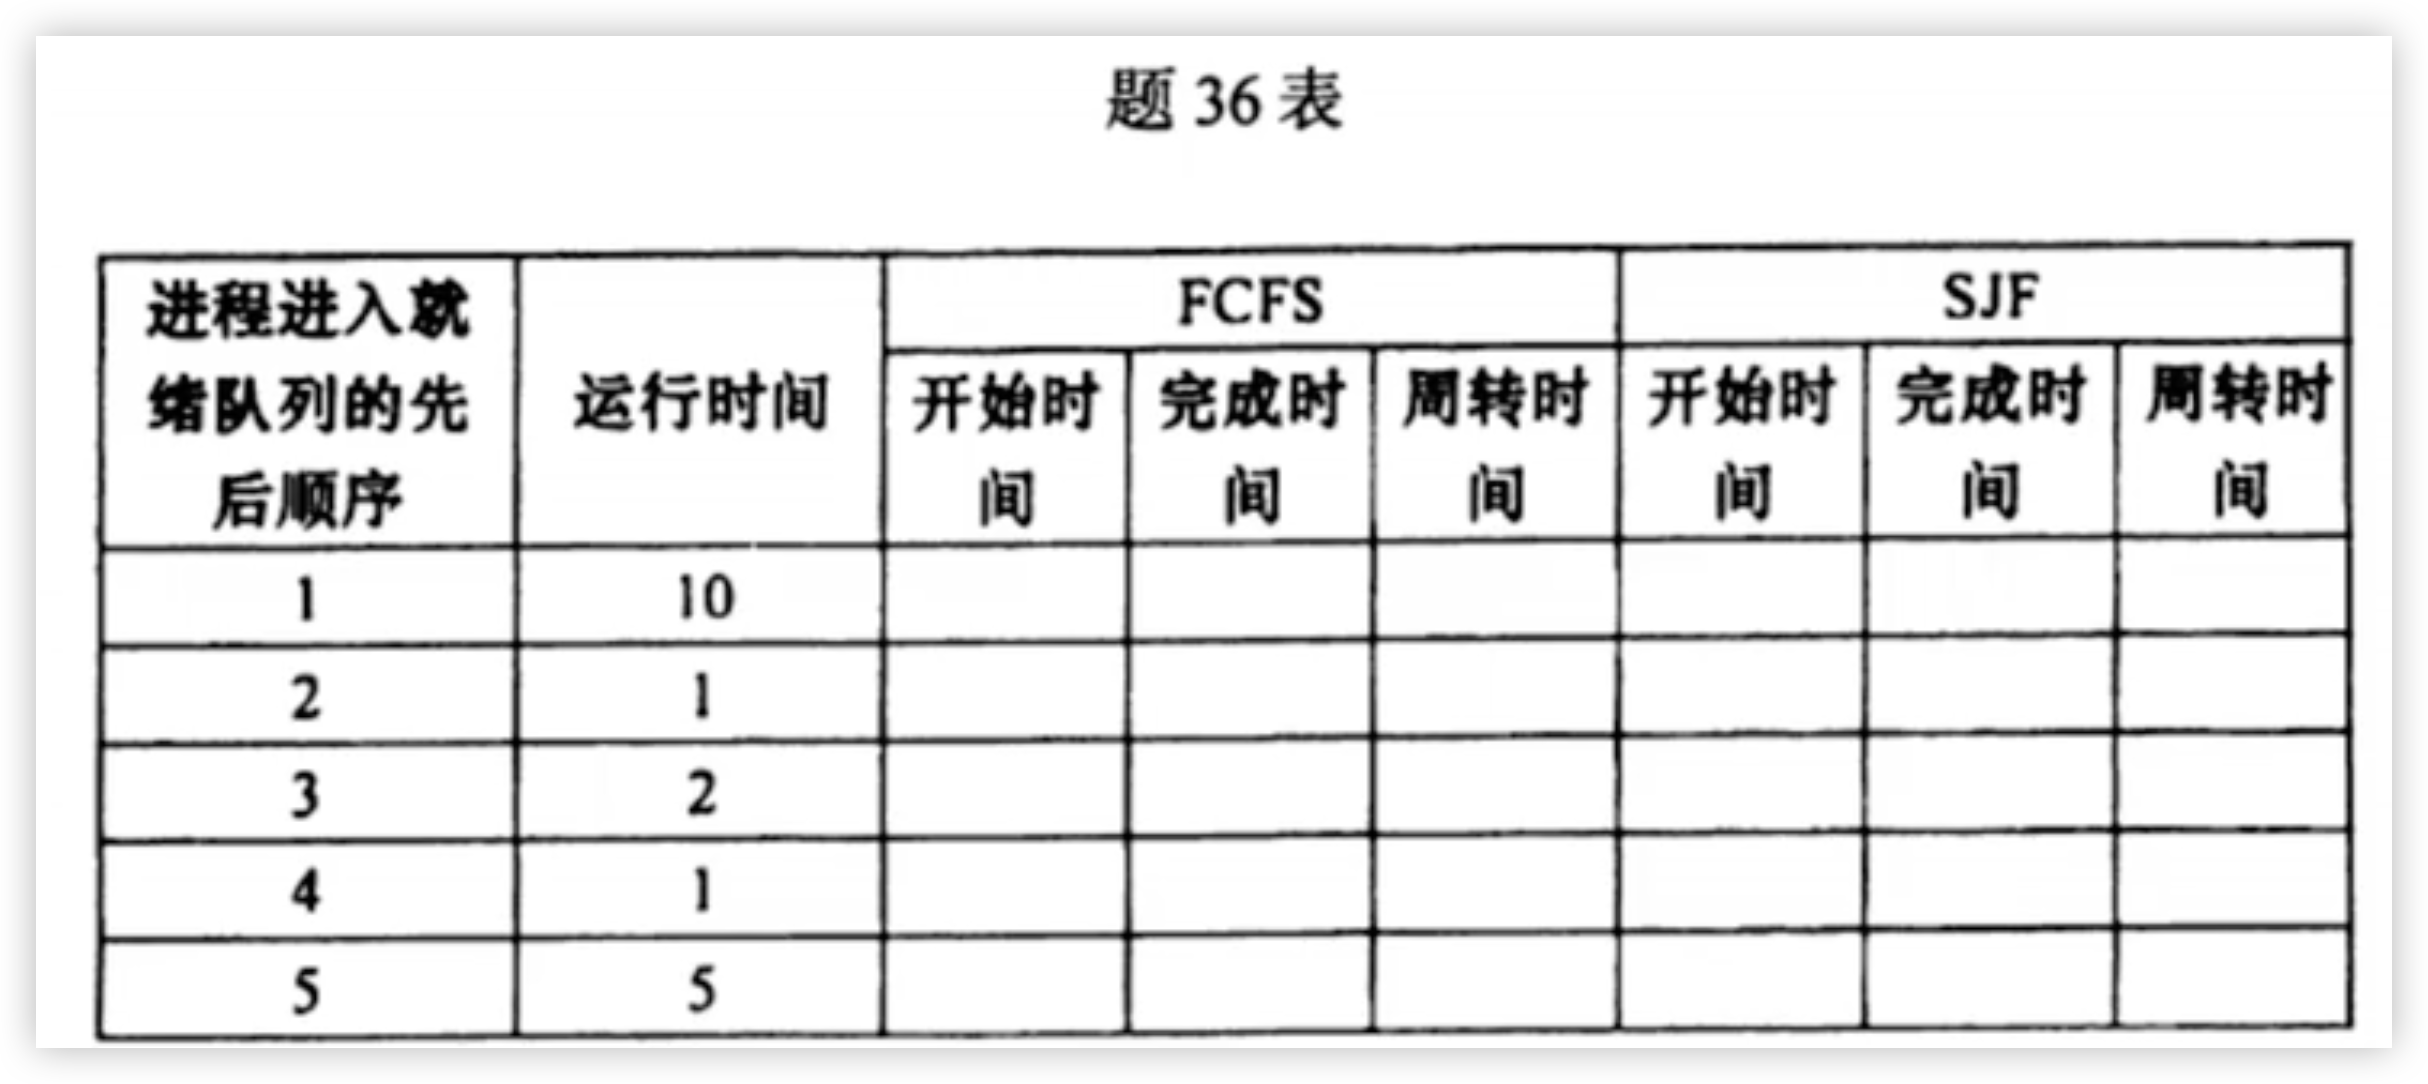 题 36 表
进程进入就
绪队列的先
后顺序
运行时间
FCFS
SJF
开始时
间
完成时
间
周转时
间
开始时
间
完成时
间
周转时
间
1 10
2 1
3 2
4 1
5 5